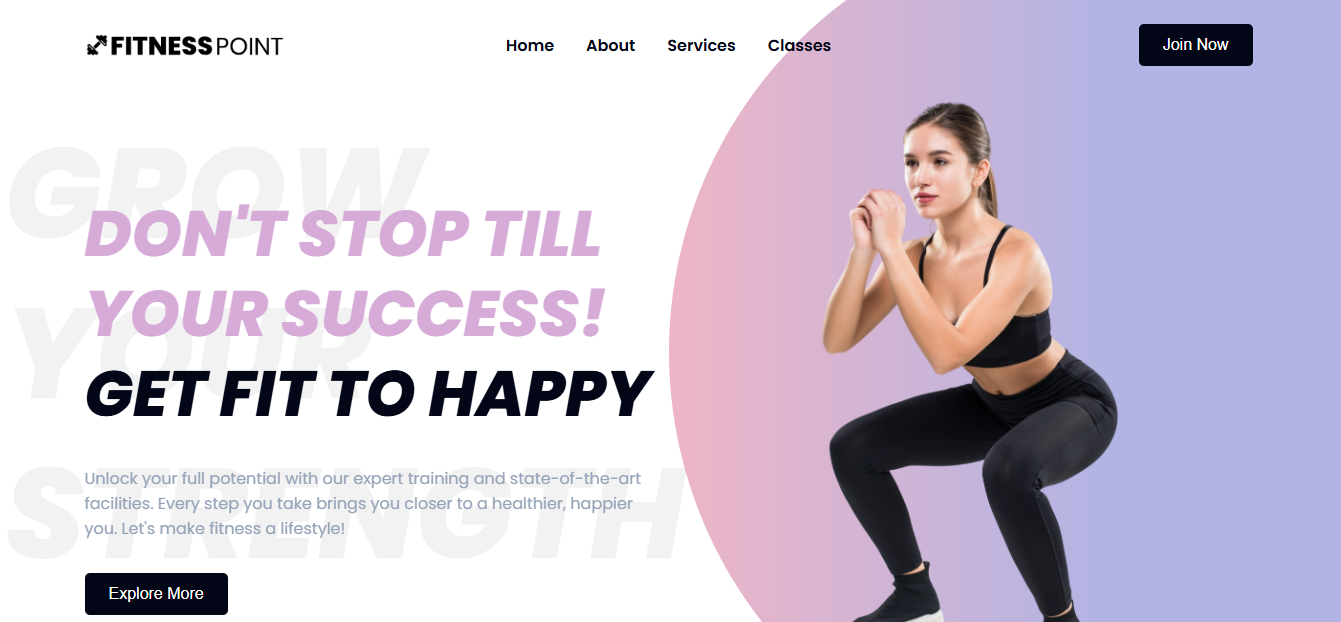 FITNESS POINT
Home About Services Classes
Join Now
GROW
DON'T STOP TILL
YOUR SUCCESS!
YOUR
GET FIT TO HAPPY
STRENGTH
Unlock your full potential with our expert training and state-of-the-art
facilities. Every step you take brings you closer to a healthier, happier
you. Let's make fitness a lifestyle!
Explore More